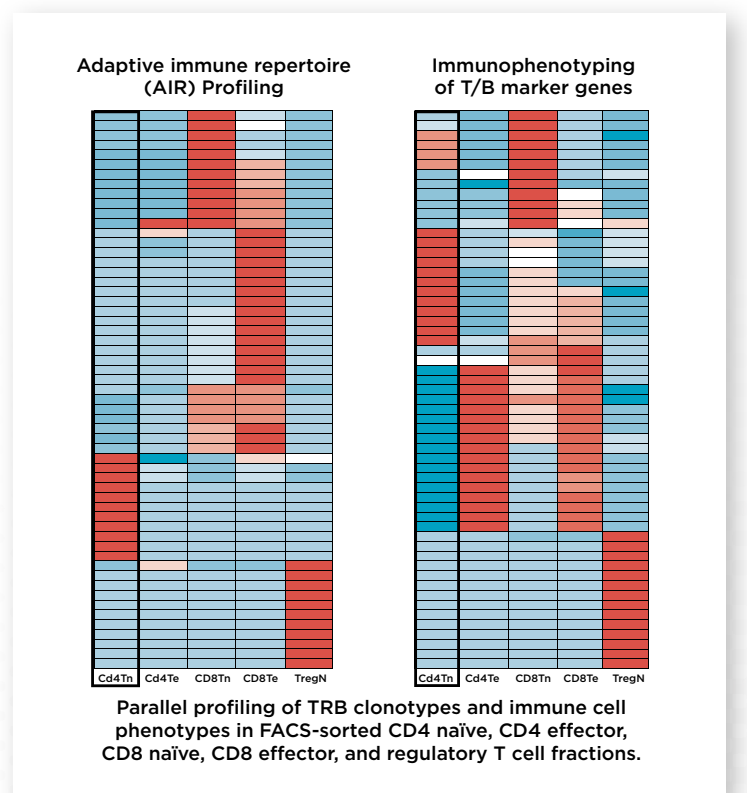 Adaptive immune repertoire
(AIR) Profiling
Immunophenotyping
of T/B marker genes
Cd4Tn Cd4Te CD8Tn CD8Te TregN
Cd4Tn Cd4Te CD8Tn CD8Te TregN
Parallel profiling of TRB clonotypes and immune cell
phenotypes in FACS-sorted CD4 naïve, CD4 effector,
CD8 naïve, CD8 effector, and regulatory T cell fractions.